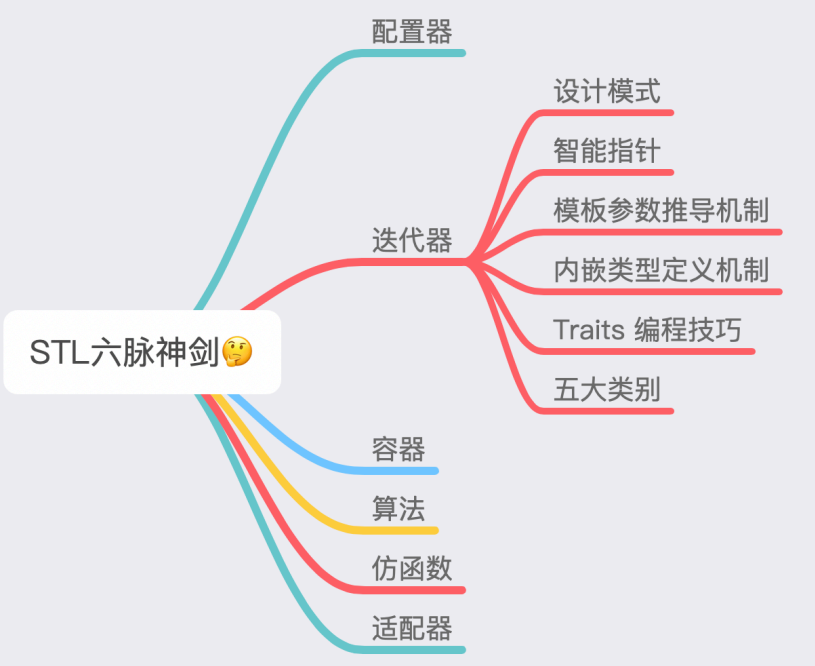 STL六脉神剑🤔
配置器
迭代器
设计模式
智能指针
模板参数推导机制
内嵌类型定义机制
Traits 编程技巧
五大类别
容器
算法
仿函数
适配器